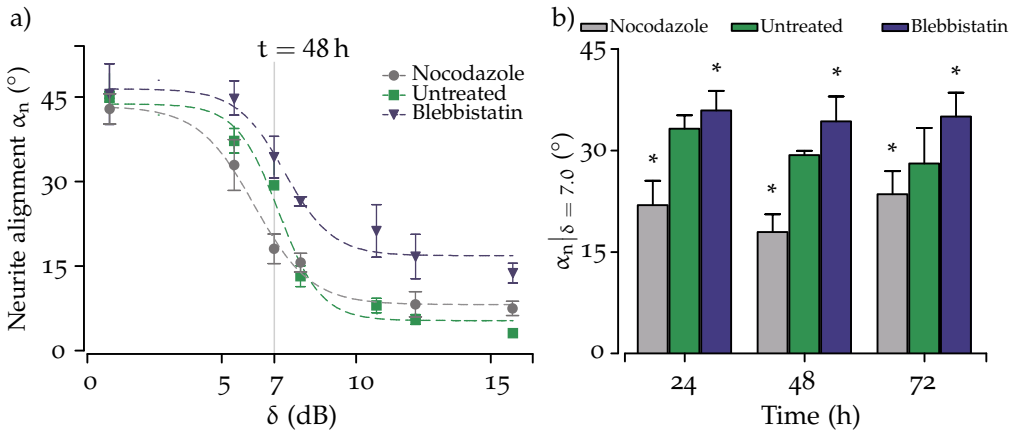 a)
t = 48 h
Neurite alignment αn (°)
45
30
15
0
Nocodazole
Untreated
Blebbistatin
0 5 7 10 15
δ (dB)
b)
Nocodazole Untreated Blebbistatin
αn|δ = 7.0 (°)
45
30
15
0
* *
* *
* *
24 48 72
Time (h)